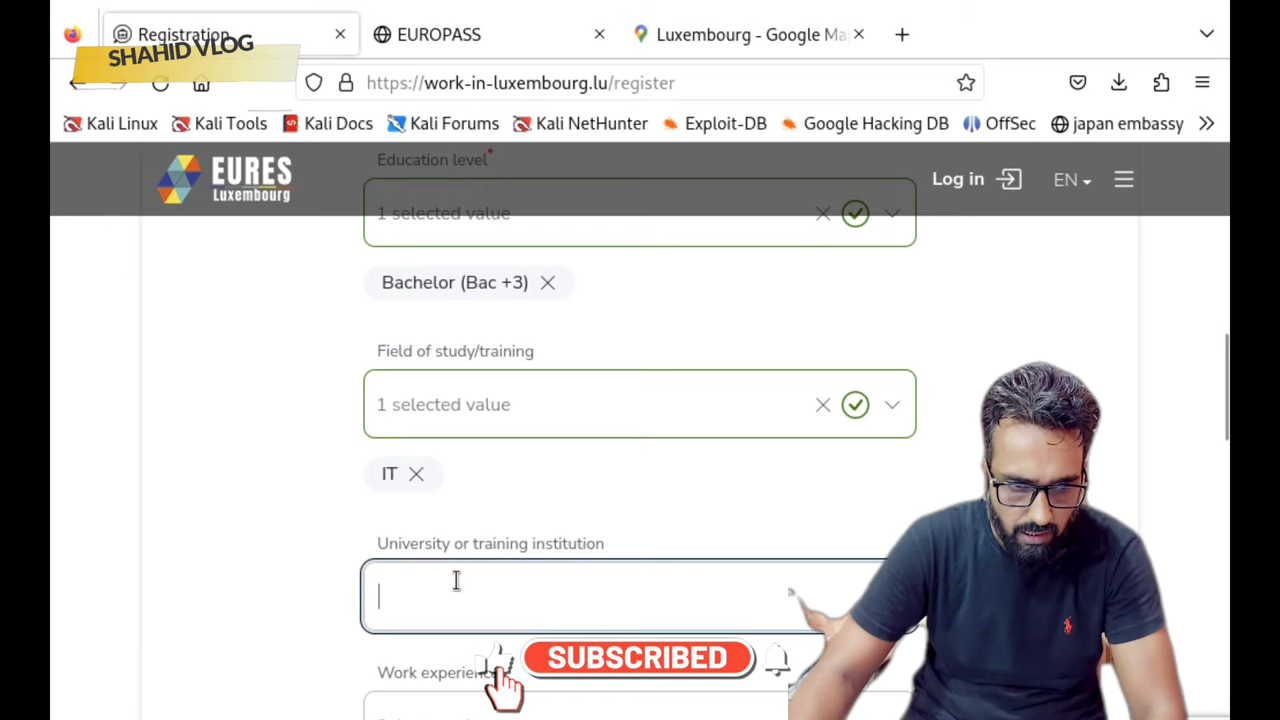 Registration
EUROPASS
Luxembourg - Google Ma
SHAHID VLOG
https://work-in-luxembourg.lu/register
Kali Linux
Kali Tools
Kali Docs
Kali Forums
Kali NetHunter
Exploit-DB
Google Hacking DB
OffSec
japan embassy
EURES
Luxembourg
Log in
EN
Education level*
1 selected value
Bachelor (Bac +3)
Field of study/training
1 selected value
IT
University or training institution
SUBSCRIBED
Work experienc